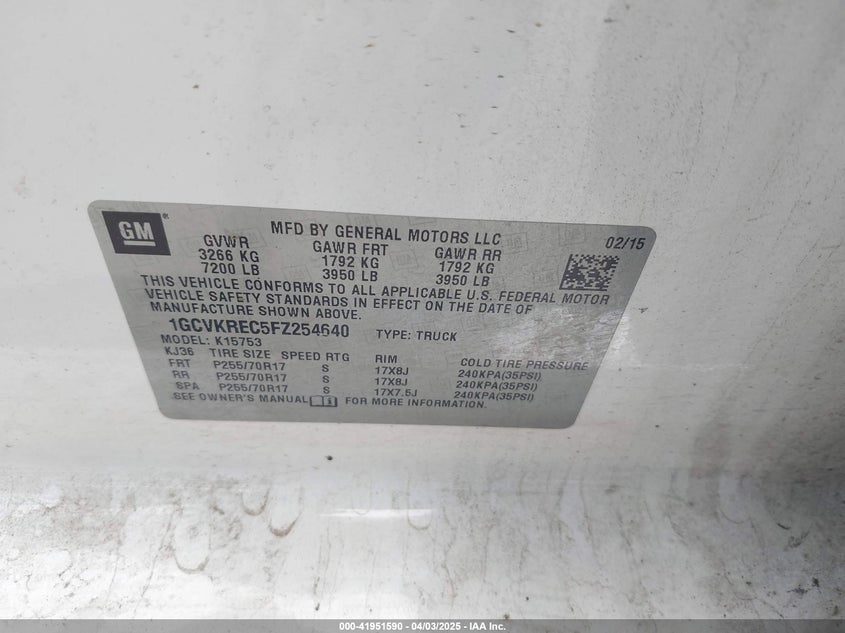 GM
MFD BY GENERAL MOTORS LLC
02/15
GVWR GAWR FRT GAWR RR
3266 KG 1792 KG 1792 KG
7200 LB 3950 LB 3950 LB
THIS VEHICLE CONFORMS TO ALL APPLICABLE U.S. FEDERAL MOTOR
VEHICLE SAFETY STANDARDS IN EFFECT ON THE DATE OF
MANUFACTURE SHOWN ABOVE.
1GCVKREC5FZ254640 TYPE: TRUCK
MODEL: K15753
KJ36 TIRE SIZE SPEED RTG RIM COLD TIRE PRESSURE
FRT P255/70R17 S 17X8J 240KPA(35PSI)
RR P255/70R17 S 17X8J 240KPA(35PSI)
SPA P255/70R17 S 17X7.5J 240KPA(35PSI)
SEE OWNER'S MANUAL FOR MORE INFORMATION.
000-41951590 - 04/03/2025 - IAA Inc.